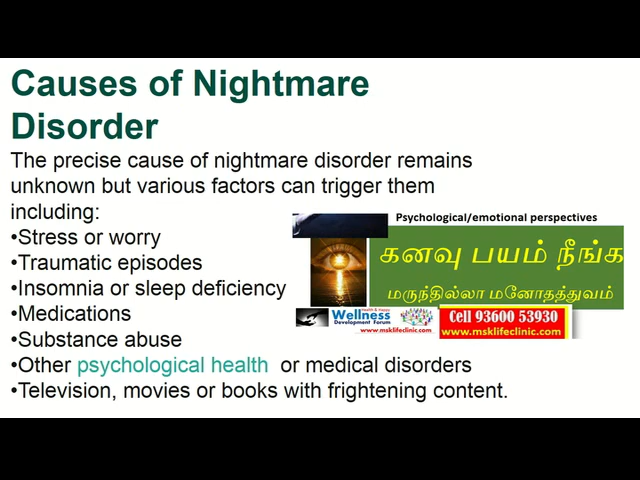 Causes of Nightmare
Disorder
The precise cause of nightmare disorder remains
unknown but various factors can trigger them
including:
•Stress or worry
•Traumatic episodes
•Insomnia or sleep deficiency
•Medications
•Substance abuse
•Other psychological health or medical disorders
•Television, movies or books with frightening content.
Psychological/emotional perspectives
கனவு பயம் நீங்க
மருந்தில்லா மனோதத்துவம்
Health & Happy
Wellness
Development Forum
www.msklifeclinic.com
Cell 93600 53930
www.msklifeclinic.com